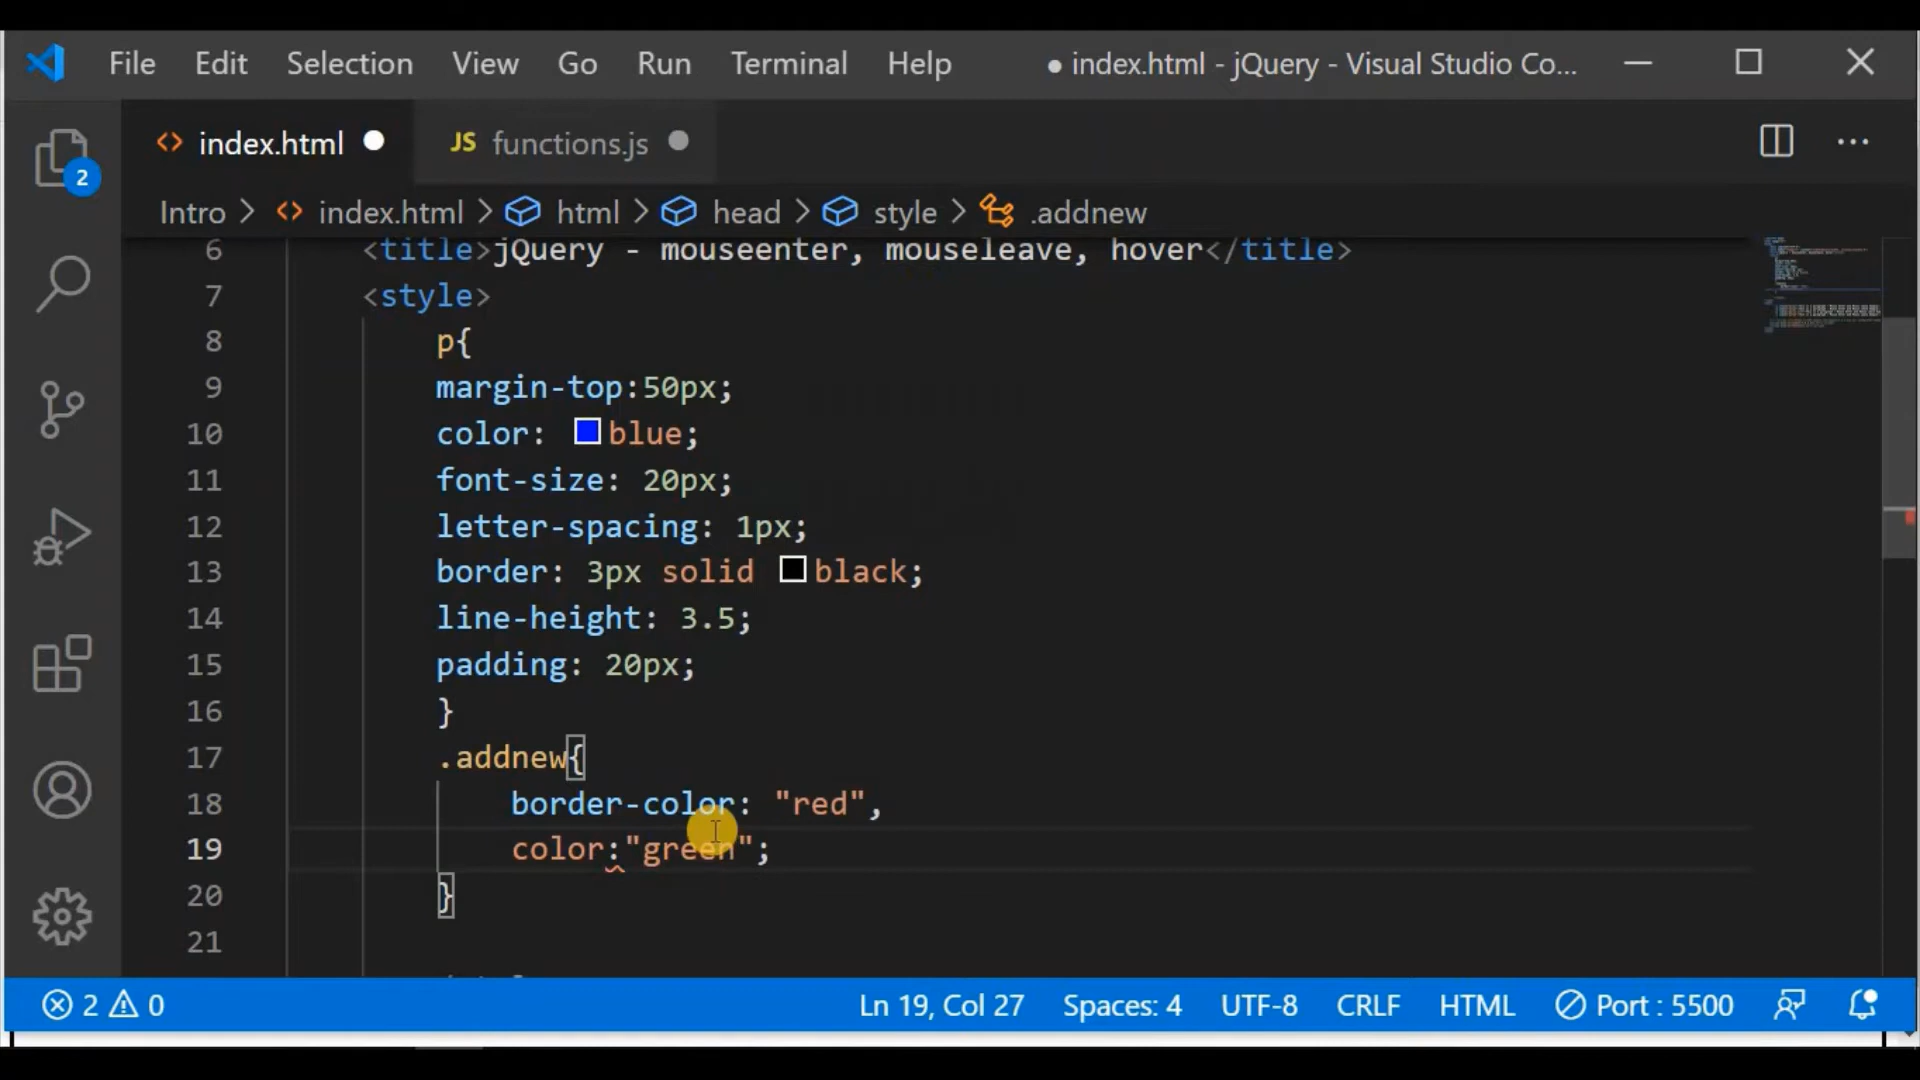 File Edit Selection View Go Run Terminal Help ● index.html - jQuery - Visual Studio Co...
index.html JS functions.js
2
Intro > index.html > html > head > style > .addnew
6 <title>jQuery - mouseenter, mouseleave, hover</title>
7 <style>
8 p{
9 margin-top:50px;
10 color: blue;
11 font-size: 20px;
12 letter-spacing: 1px;
13 border: 3px solid black;
14 line-height: 3.5;
15 padding: 20px;
16 }
17 .addnew{
18 border-color: "red",
19 color:"green";
20 }
21
2 0 Ln 19, Col 27 Spaces: 4 UTF-8 CRLF HTML Port : 5500